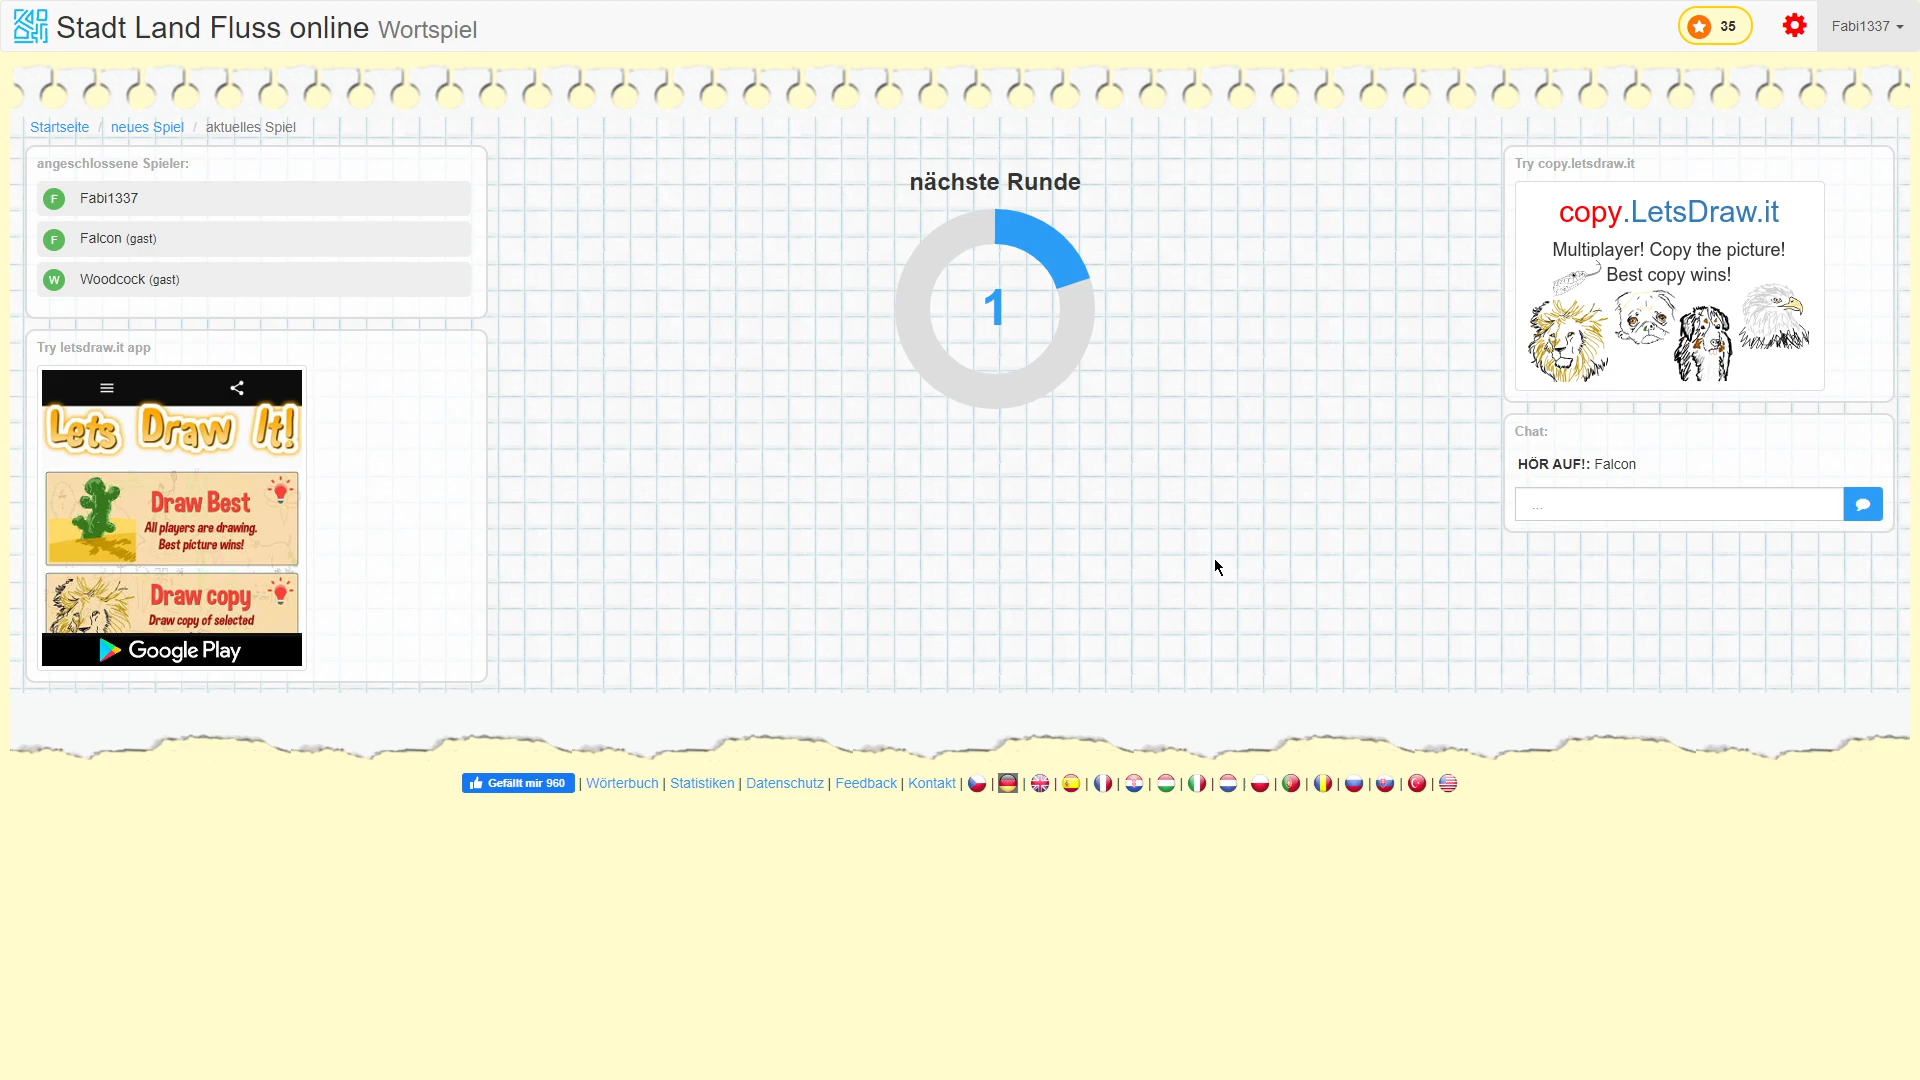 Stadt Land Fluss online Wortspiel
35
Fabi1337
Startseite / neues Spiel / aktuelles Spiel
angeschlossene Spieler:
F Fabi1337
F Falcon (gast)
W Woodcock (gast)
Try letsdraw.it app
Lets Draw It!
Draw Best
All players are drawing.
Best picture wins!
Draw copy
Draw copy of selected
Google Play
nächste Runde
1
Try copy.letsdraw.it
copy.LetsDraw.it
Multiplayer! Copy the picture!
Best copy wins!
Chat:
HÖR AUF!: Falcon
...
Gefällt mir 960 | Wörterbuch | Statistiken | Datenschutz | Feedback | Kontakt | | | | | | | | | | | | | | | |